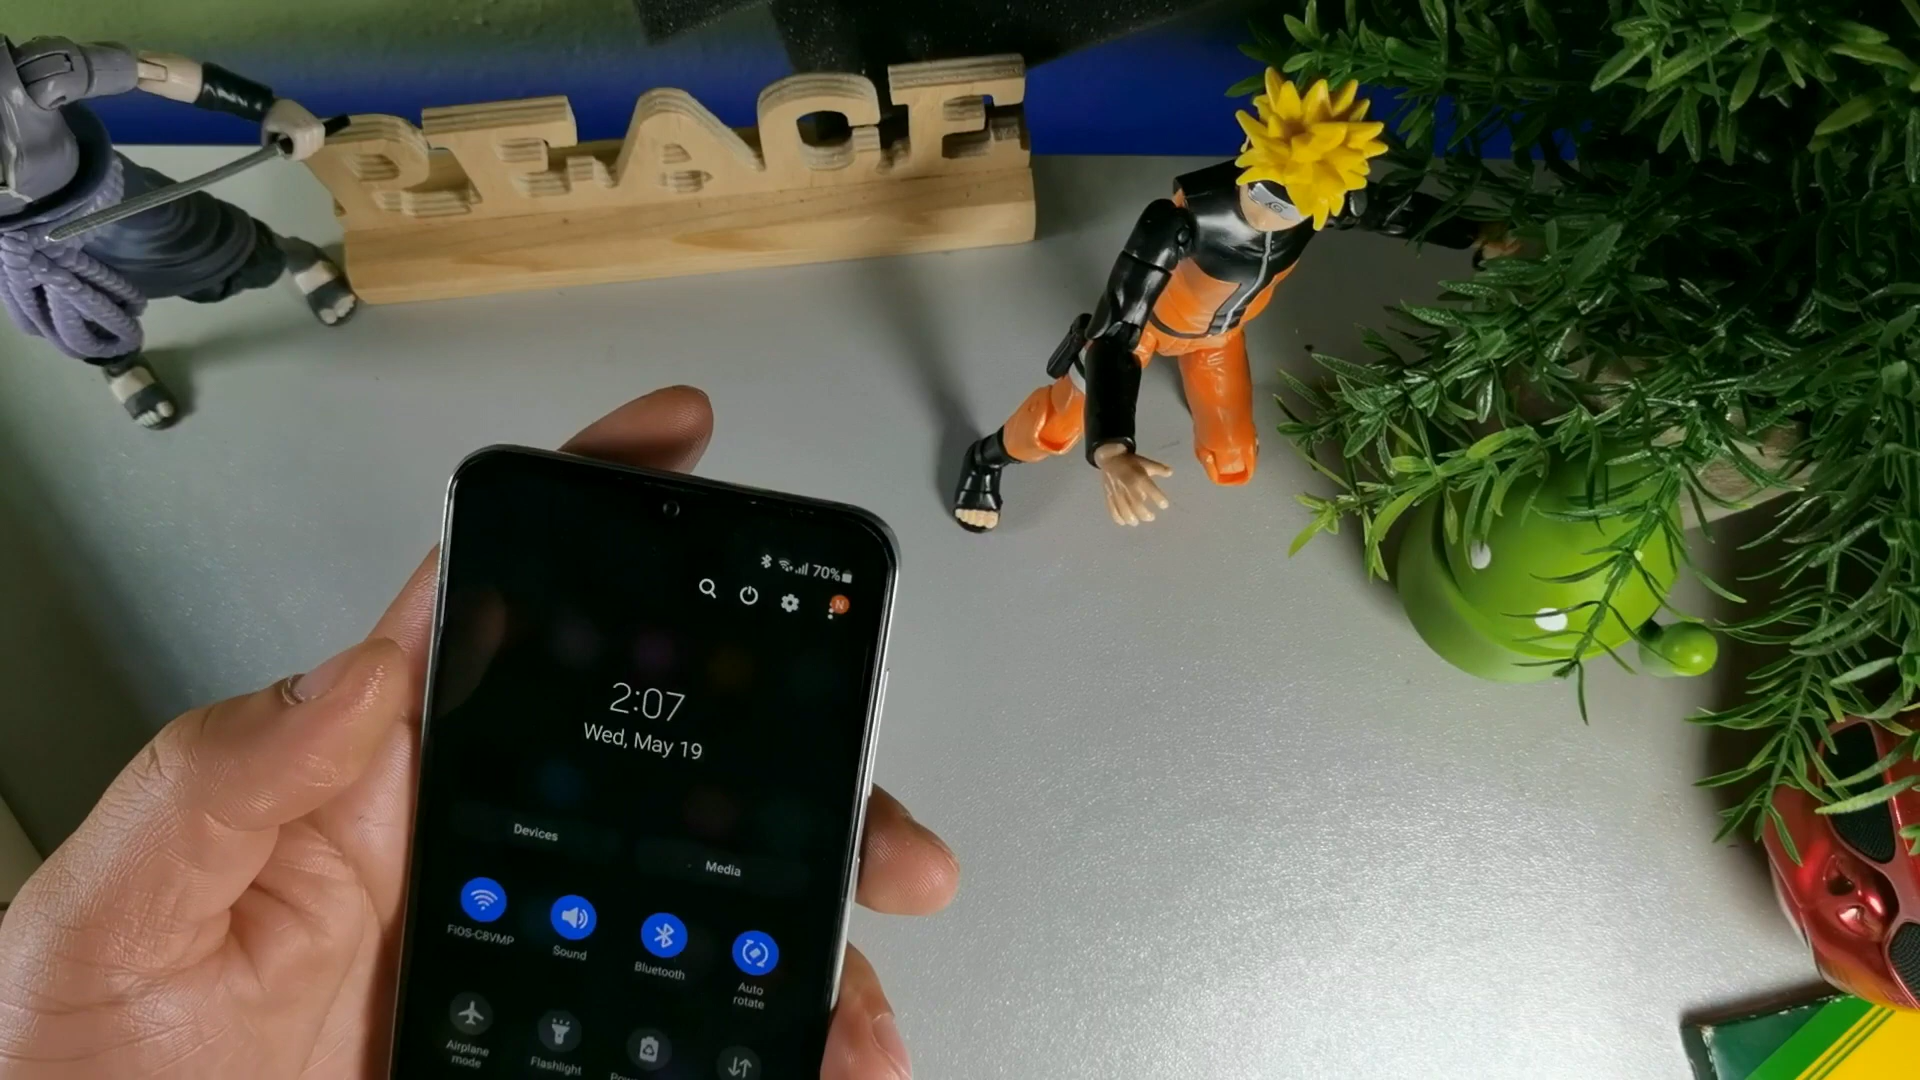 PEACE
70%
N
2:07
Wed, May 19
Devices
Media
FiOS-C8VMP
Sound
Bluetooth
Auto
rotate
Airplane
mode
Flashlight